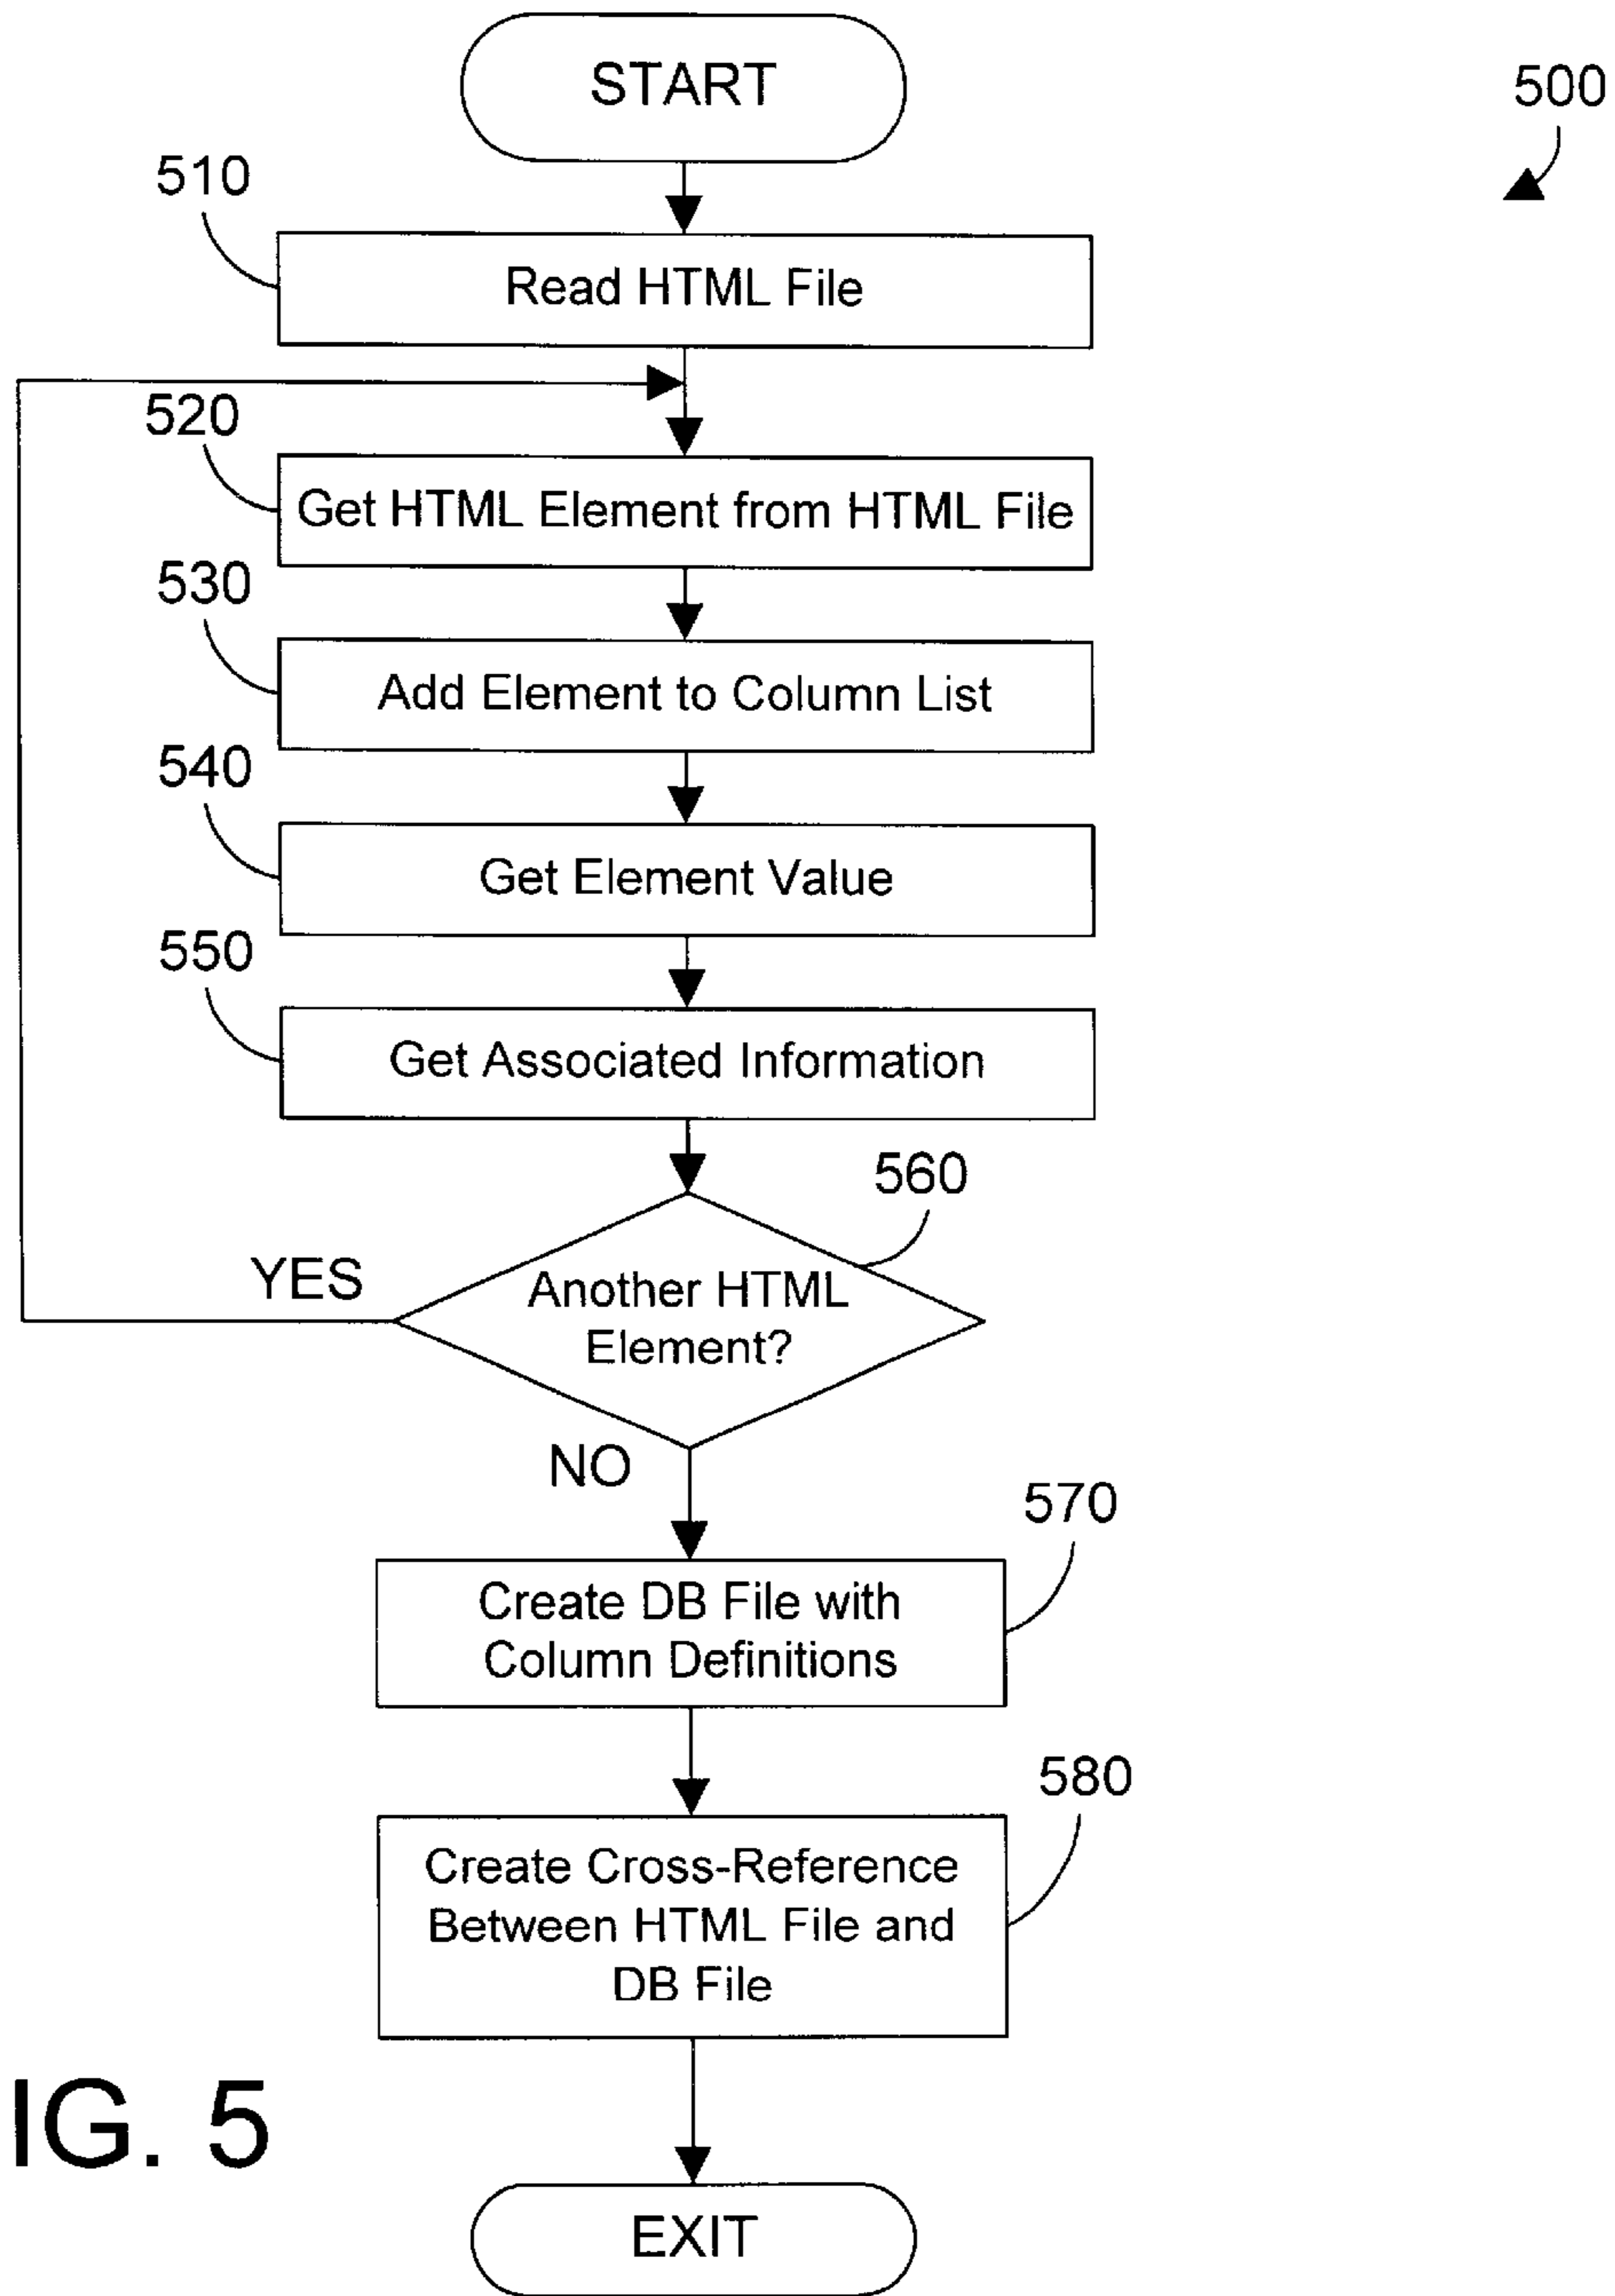 START
500
510
Read HTML File
520
Get HTML Element from HTML File
530
Add Element to Column List
540
Get Element Value
550
Get Associated Information
560
YES
Another HTML
Element?
NO
570
Create DB File with
Column Definitions
580
Create Cross-Reference
Between HTML File and
DB File
IG. 5
EXIT